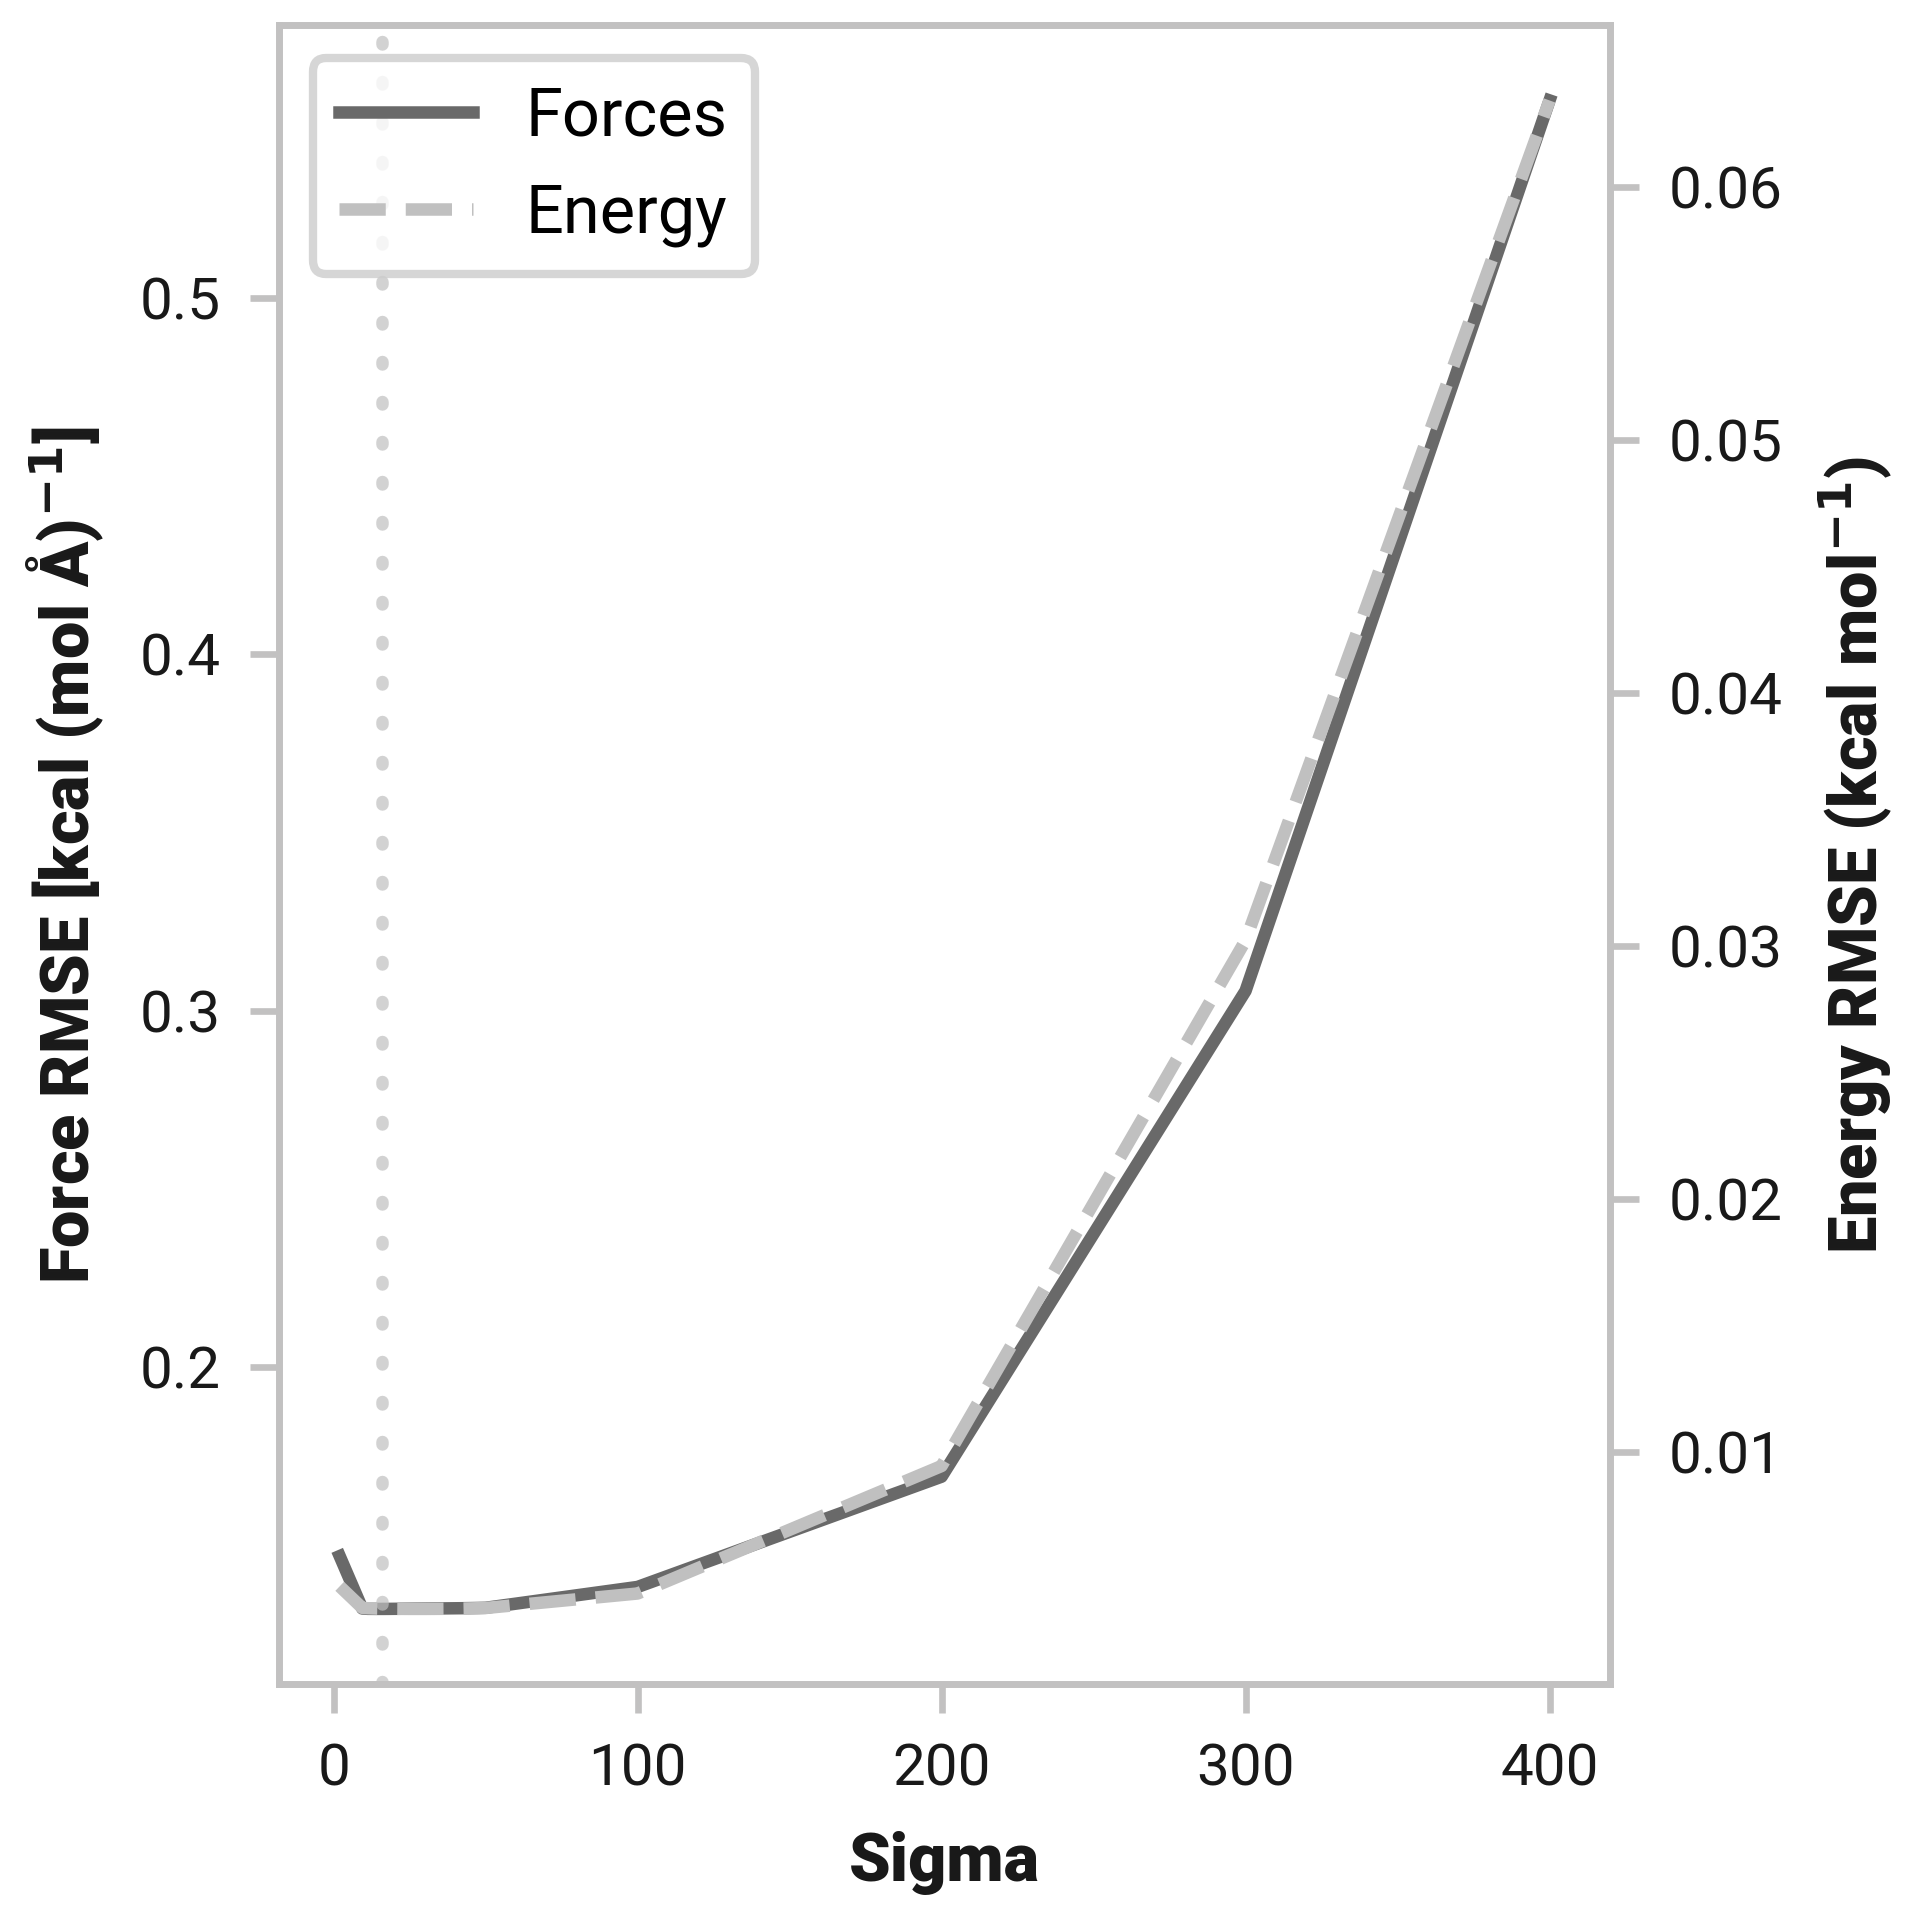 Forces
Energy
0.5
0.4
0.3
0.2
Force RMSE [kcal (mol Å)⁻¹]
0.06
0.05
0.04
0.03
0.02
0.01
Energy RMSE (kcal mol⁻¹)
0 100 200 300 400
Sigma